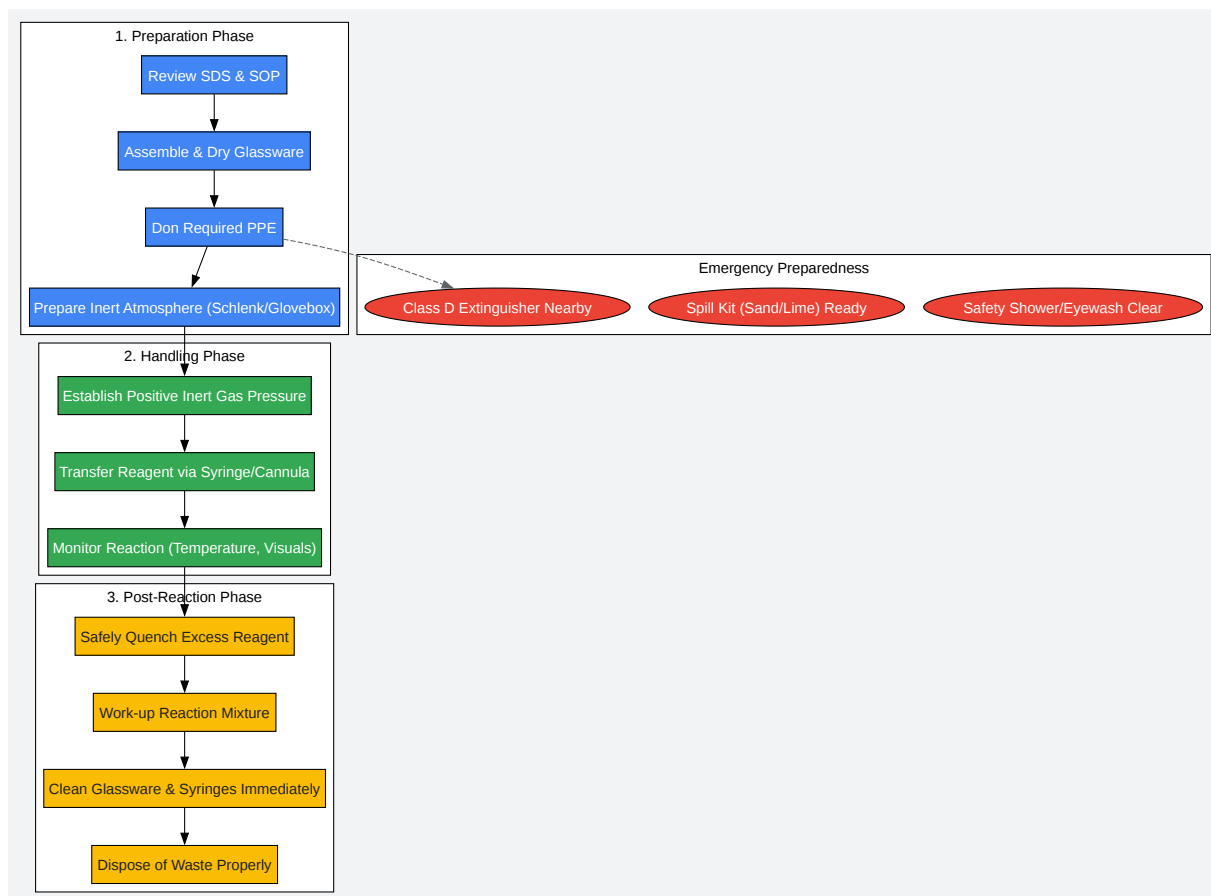 1. Preparation Phase
Review SDS & SOP
Assemble & Dry Glassware
Don Required PPE
Prepare Inert Atmosphere (Schlenk/Glovebox)
Emergency Preparedness
Class D Extinguisher Nearby
Spill Kit (Sand/Lime) Ready
Safety Shower/Eyewash Clear
2. Handling Phase
Establish Positive Inert Gas Pressure
Transfer Reagent via Syringe/Cannula
Monitor Reaction (Temperature, Visuals)
3. Post-Reaction Phase
Safely Quench Excess Reagent
Work-up Reaction Mixture
Clean Glassware & Syringes Immediately
Dispose of Waste Properly